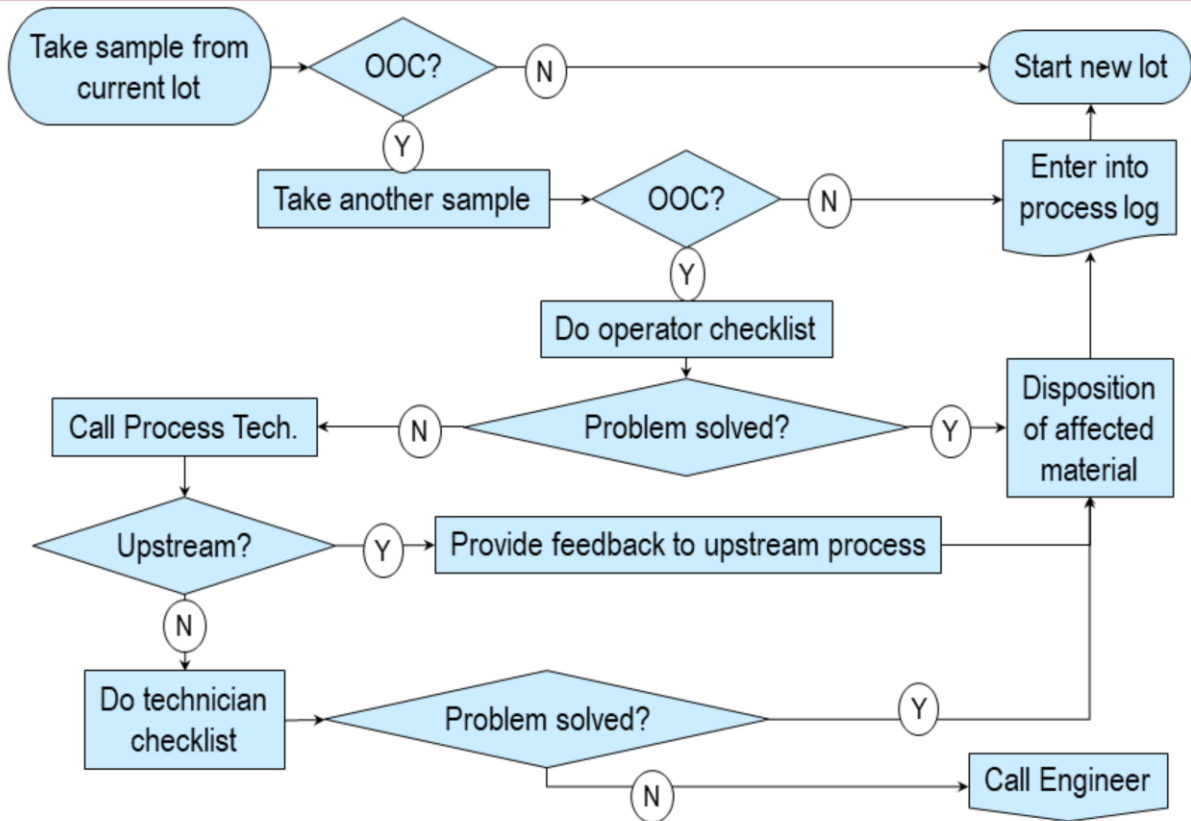 Take sample from
current lot
OOC?
N
Start new lot
Y
Take another sample
OOC?
N
Enter into
process log
Y
Do operator checklist
Call Process Tech.
N
Problem solved?
Y
Disposition
of affected
material
Upstream?
Y
Provide feedback to upstream process
N
Do technician
checklist
Problem solved?
Y
N
Call Engineer